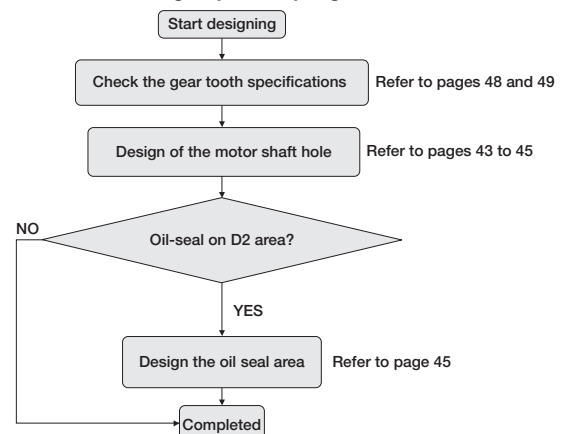 Start designing
Check the gear tooth specifications Refer to pages 48 and 49
Design of the motor shaft hole Refer to pages 43 to 45
NO
Oil-seal on D2 area?
YES
Design the oil seal area Refer to page 45
Completed